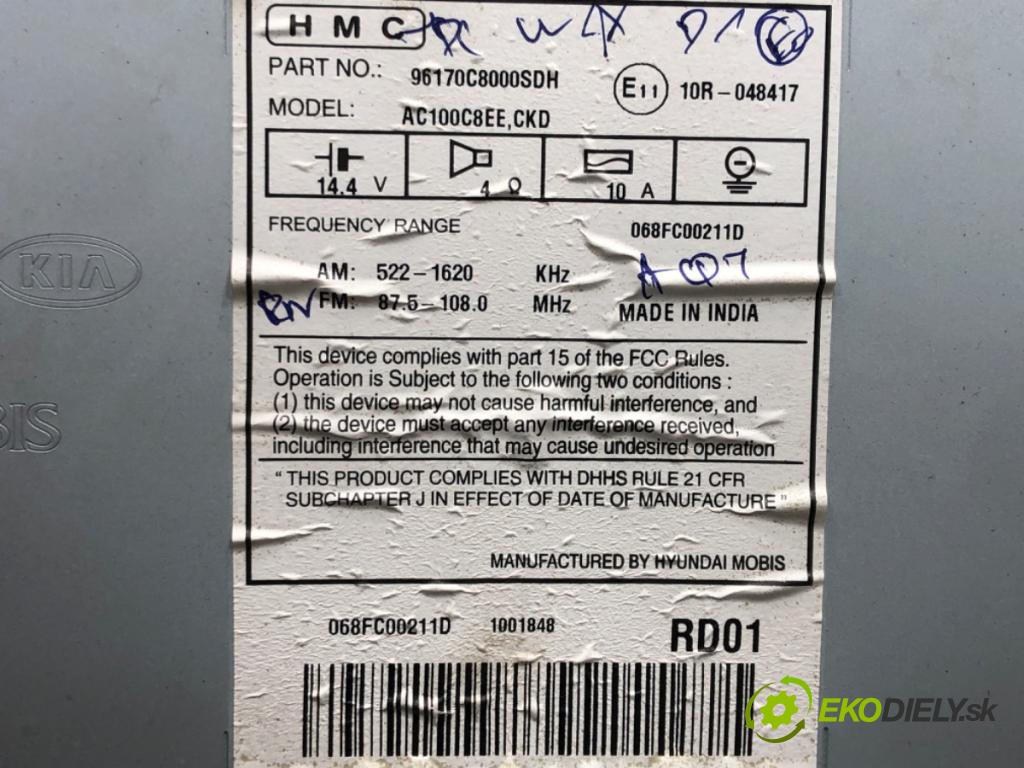 HMC
PART NO.: 96170C8000SDH
E11 10R-048417
MODEL: AC100C8EE,CKD
14.4 V 4 Ω 10 A
FREQUENCY RANGE 068FC00211D
KIA
AM: 522-1620 KHz
FM: 87.5-108.0 MHz MADE IN INDIA
This device complies with part 15 of the FCC Rules.
Operation is Subject to the following two conditions :
(1) this device may not cause harmful interference, and
(2) the device must accept any interference received,
including interference that may cause undesired operation
BIS
" THIS PRODUCT COMPLIES WITH DHHS RULE 21 CFR
SUBCHAPTER J IN EFFECT OF DATE OF MANUFACTURE "
MANUFACTURED BY HYUNDAI MOBIS
068FC00211D 1001848 RD01
EKODIELY.sk